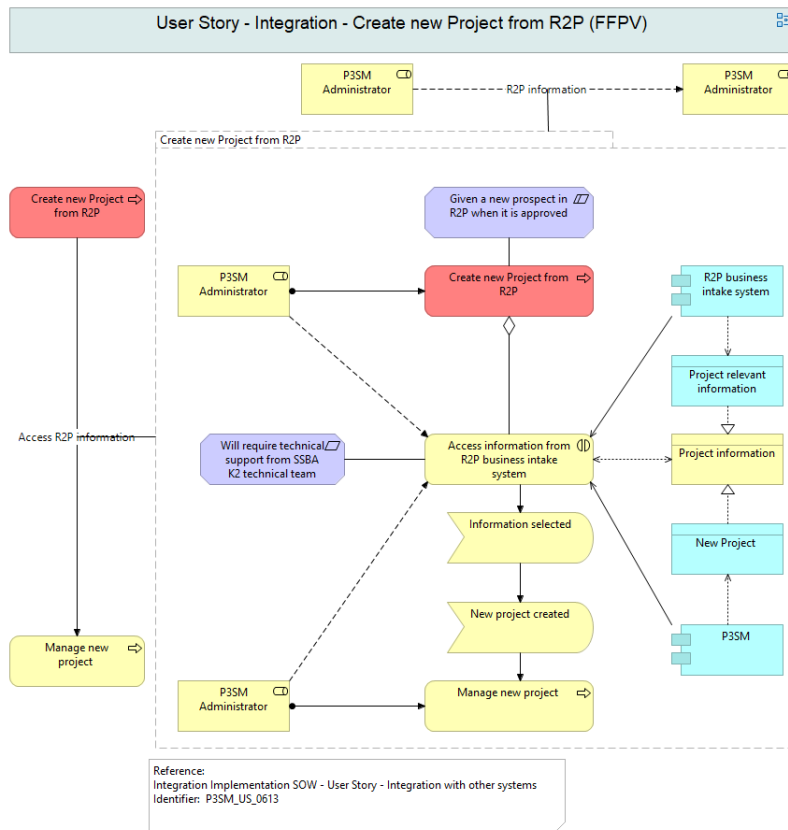 User Story - Integration - Create new Project from R2P (FFPV)
P3SM
Administrator
R2P information
P3SM
Administrator
Create new Project from R2P
Create new Project
from R2P
Given a new prospect in
R2P when it is approved
P3SM
Administrator
Create new Project from
R2P
R2P business
intake system
Project relevant
information
Access R2P information
Will require technical
support from SSBA
K2 technical team
Access information from
R2P business intake
system
Project information
Information selected
New Project
New project created
P3SM
Manage new
project
P3SM
Administrator
Manage new project
Reference:
Integration Implementation SOW - User Story - Integration with other systems
Identifier: P3SM_US_0613